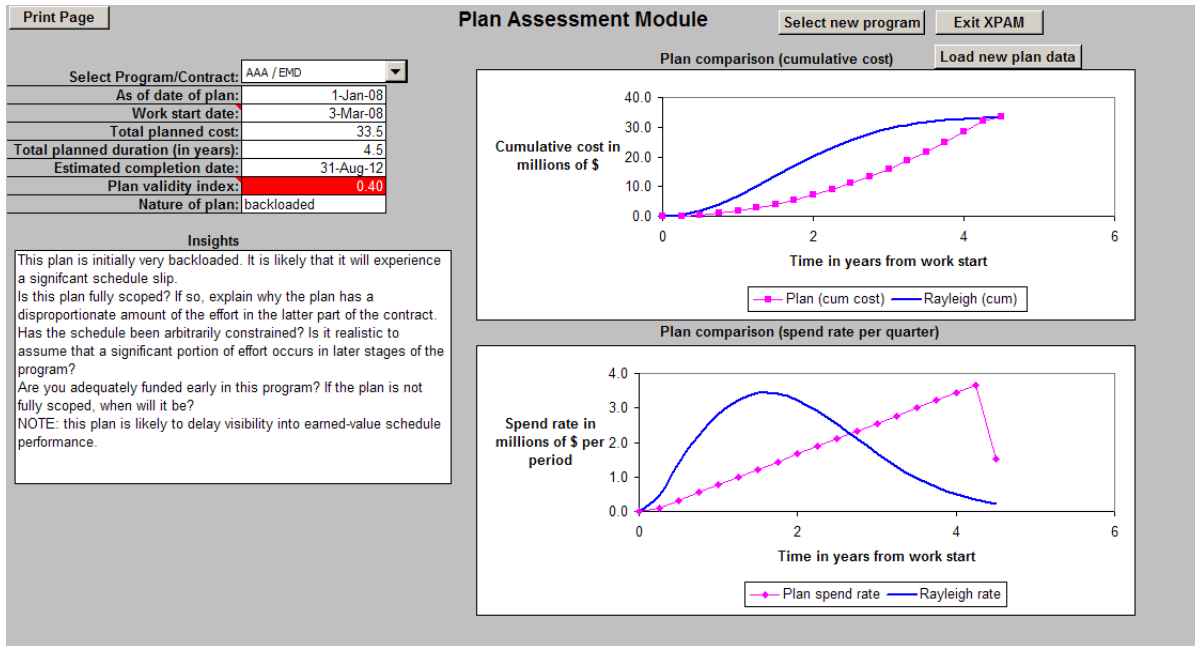 Print Page
Plan Assessment Module
Select new program
Exit XPAM
Load new plan data
Select Program/Contract: AAA / EMD
As of date of plan: 1-Jan-08
Work start date: 3-Mar-08
Total planned cost: 33.5
Total planned duration (in years): 4.5
Estimated completion date: 31-Aug-12
Plan validity index: 0.40
Nature of plan: backloaded
Insights
This plan is initially very backloaded. It is likely that it will experience
a signifcant schedule slip.
Is this plan fully scoped? If so, explain why the plan has a
disproportionate amount of the effort in the latter part of the contract.
Has the schedule been arbitrarily constrained? Is it realistic to
assume that a significant portion of effort occurs in later stages of the
program?
Are you adequately funded early in this program? If the plan is not
fully scoped, when will it be?
NOTE: this plan is likely to delay visibility into earned-value schedule
performance.
Plan comparison (cumulative cost)
Cumulative cost in
millions of $
40.0
30.0
20.0
10.0
0.0
0 2 4 6
Time in years from work start
Plan (cum cost) Rayleigh (cum)
Plan comparison (spend rate per quarter)
Spend rate in
millions of $ per
period
4.0
3.0
2.0
1.0
0.0
0 2 4 6
Time in years from work start
Plan spend rate Rayleigh rate